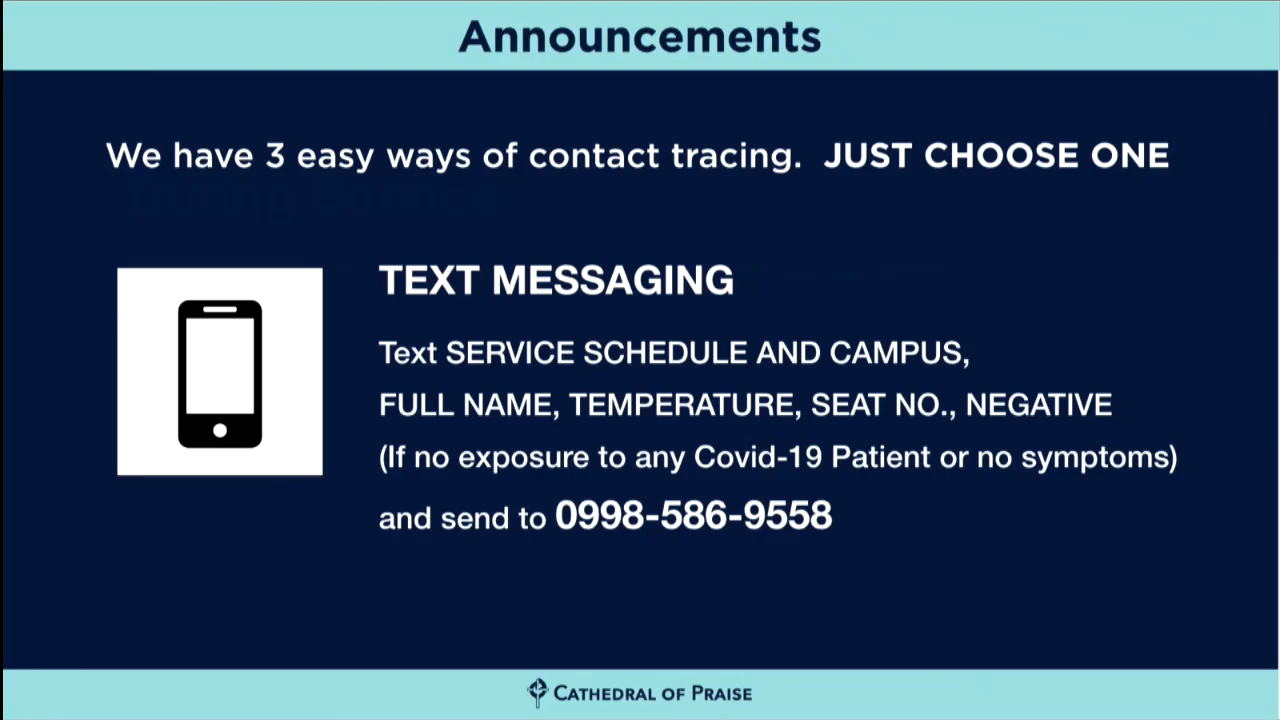 Announcements
We have 3 easy ways of contact tracing. JUST CHOOSE ONE
TEXT MESSAGING
Text SERVICE SCHEDULE AND CAMPUS,
FULL NAME, TEMPERATURE, SEAT NO., NEGATIVE
(If no exposure to any Covid-19 Patient or no symptoms)
and send to 0998-586-9558
CATHEDRAL OF PRAISE